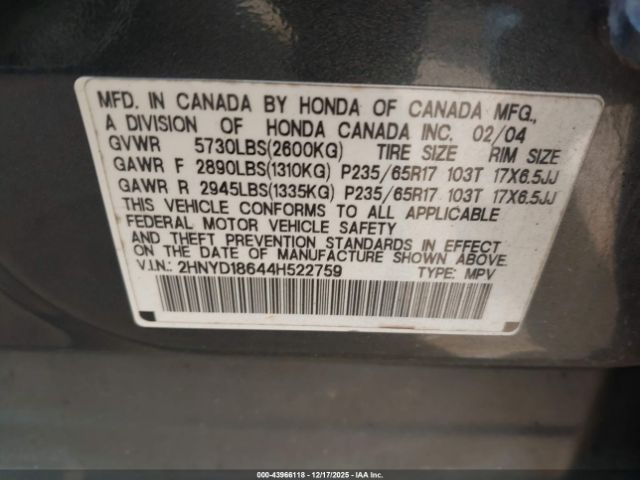 MFD. IN CANADA BY HONDA OF CANADA MFG.,
A DIVISION OF HONDA CANADA INC. 02/04
GVWR 5730LBS(2600KG) TIRE SIZE RIM SIZE
GAWR F 2890LBS(1310KG) P235/65R17 103T 17X6.5JJ
GAWR R 2945LBS(1335KG) P235/65R17 103T 17X6.5JJ
THIS VEHICLE CONFORMS TO ALL APPLICABLE
FEDERAL MOTOR VEHICLE SAFETY
AND THEFT PREVENTION STANDARDS IN EFFECT
ON THE DATE OF MANUFACTURE SHOWN ABOVE.
V.I.N.: 2HNYD18644H522759 TYPE: MPV
000-43966118 - 12/17/2025 - IAAI Inc.